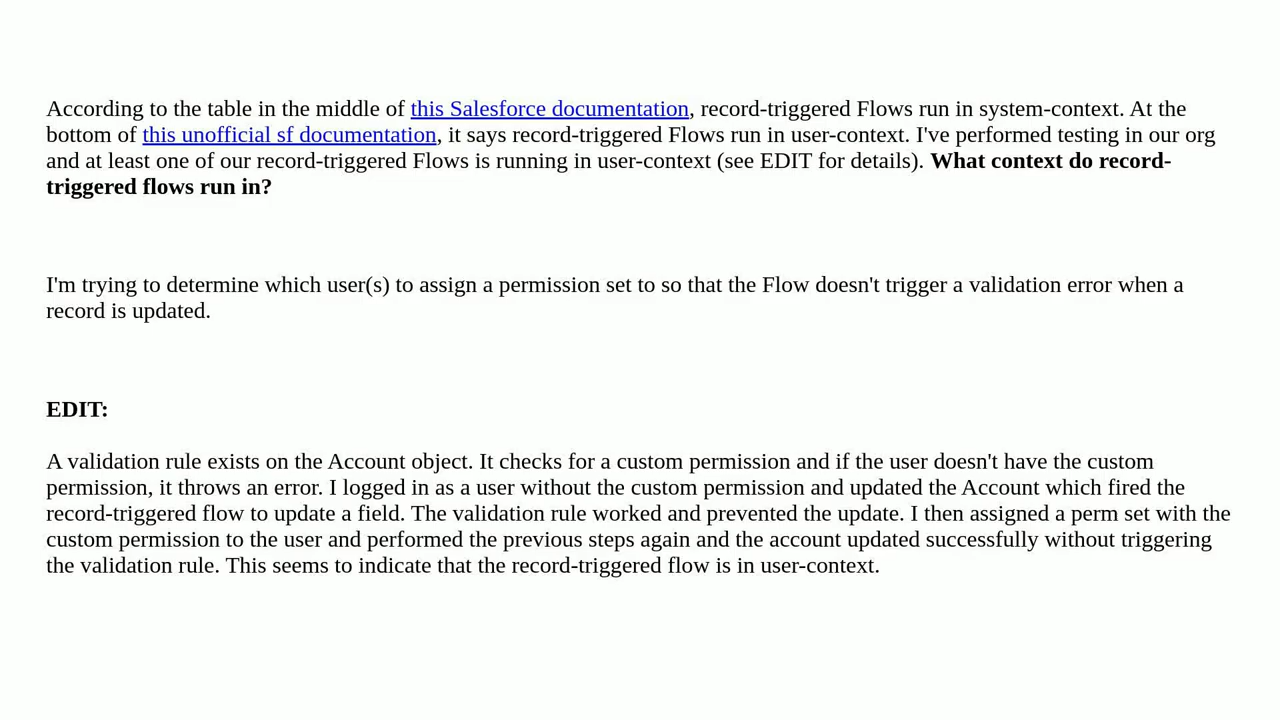 According to the table in the middle of this Salesforce documentation, record-triggered Flows run in system-context. At the
bottom of this unofficial sf documentation, it says record-triggered Flows run in user-context. I've performed testing in our org
and at least one of our record-triggered Flows is running in user-context (see EDIT for details). What context do record-
triggered flows run in?
I'm trying to determine which user(s) to assign a permission set to so that the Flow doesn't trigger a validation error when a
record is updated.
EDIT:
A validation rule exists on the Account object. It checks for a custom permission and if the user doesn't have the custom
permission, it throws an error. I logged in as a user without the custom permission and updated the Account which fired the
record-triggered flow to update a field. The validation rule worked and prevented the update. I then assigned a perm set with the
custom permission to the user and performed the previous steps again and the account updated successfully without triggering
the validation rule. This seems to indicate that the record-triggered flow is in user-context.